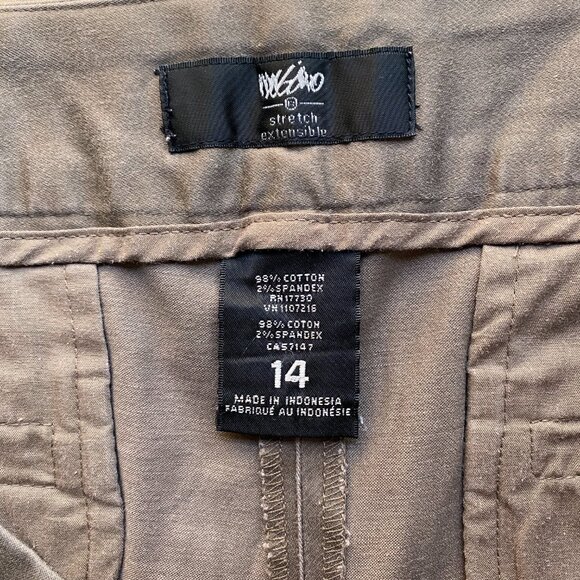 mossimo
stretch
extensible
98% COTTON
2% SPANDEX
RN17730
VN1107216
98% COTON
2% SPANDEX
CA57147
14
MADE IN INDONESIA
FABRIQUÉ AU INDONÉSIE